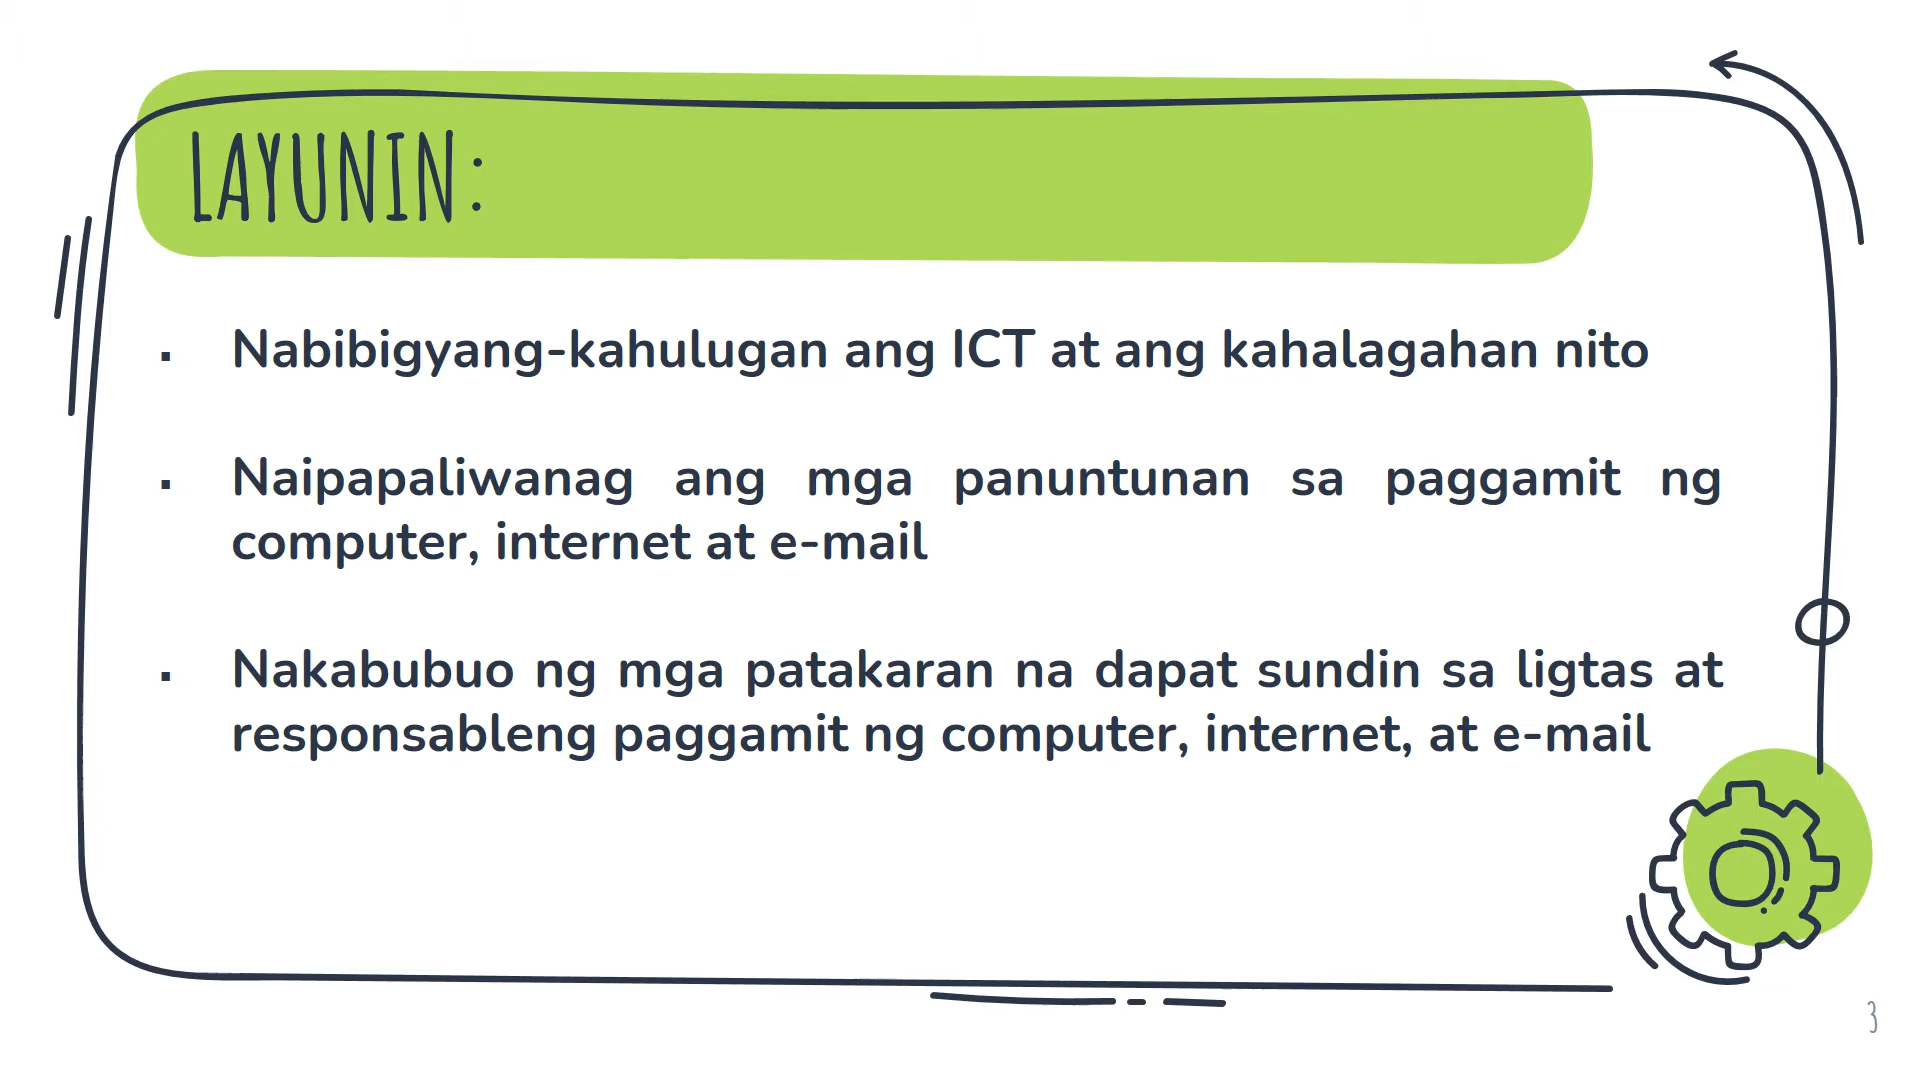 LAYUNIN:
▪ Nabibigyang-kahulugan ang ICT at ang kahalagahan nito
▪ Naipapaliwanag ang mga panuntunan sa paggamit ng
computer, internet at e-mail
▪ Nakabubuo ng mga patakaran na dapat sundin sa ligtas at
responsableng paggamit ng computer, internet, at e-mail
3